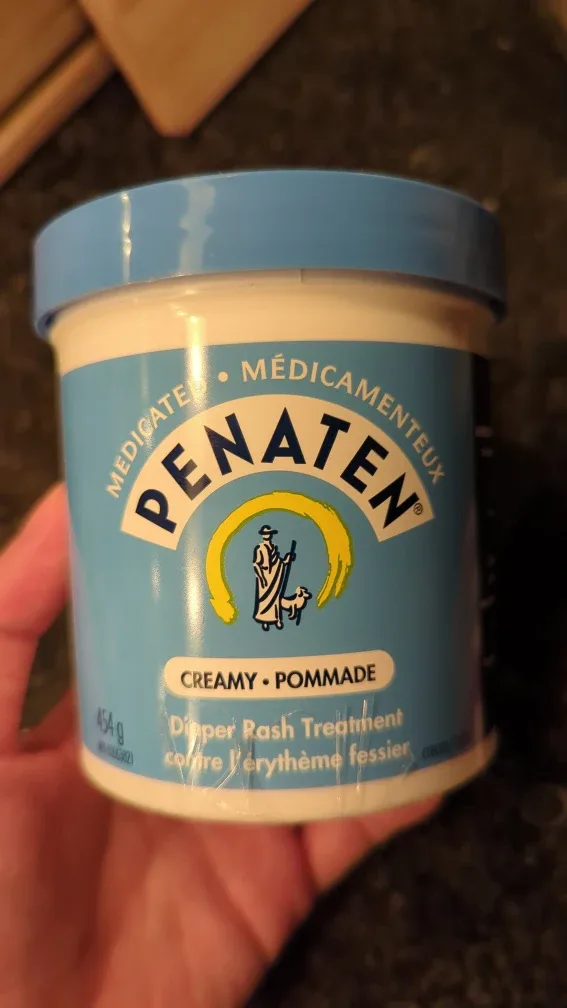 MEDICATED • MÉDICAMENTEUX
PENATEN®
CREAMY • POMMADE
Diaper Rash Treatment
contre l'érythème fessier
454 g